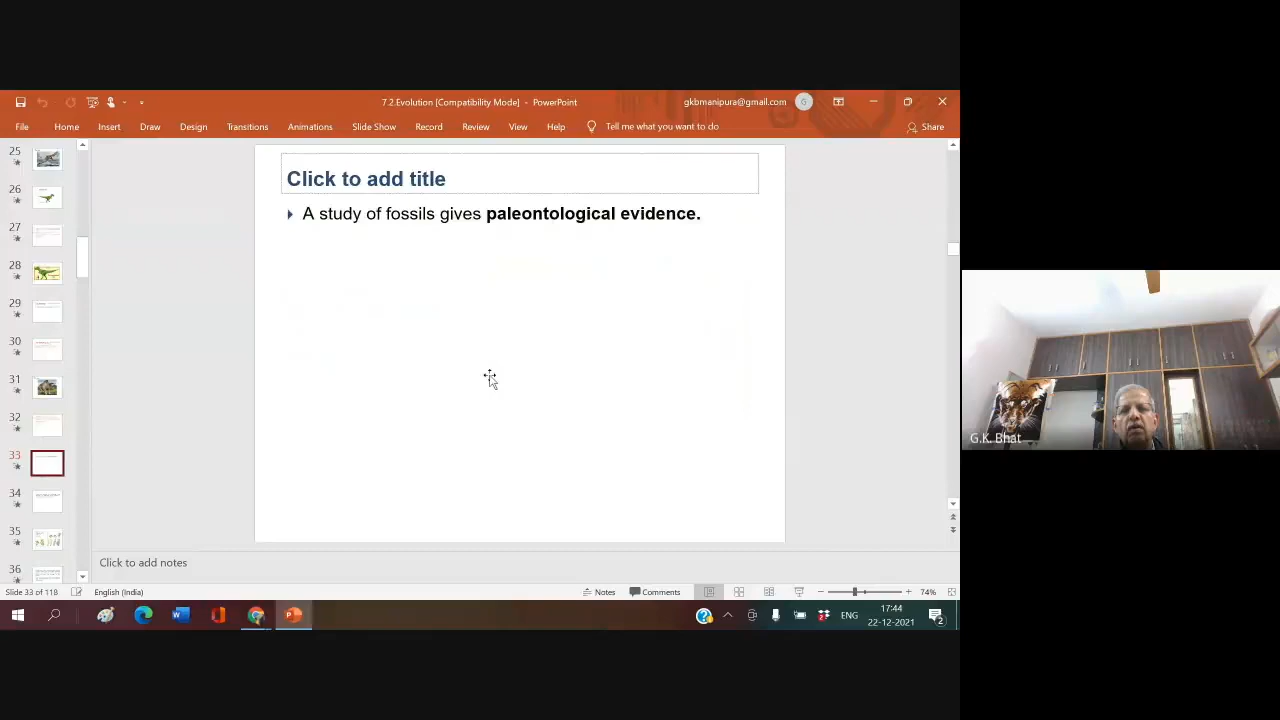 7.2.Evolution [Compatibility Mode] - PowerPoint
gkbmanipura@gmail.com
G
File Home Insert Draw Design Transitions Animations Slide Show Record Review View Help Tell me what you want to do Share
25
26
27
28
29
30
31
32
33
34
35
36
Click to add title
A study of fossils gives paleontological evidence.
Click to add notes
G.K. Bhat
Slide 33 of 118 English (India) Notes Comments 74%
ENG
17:44
22-12-2021
2